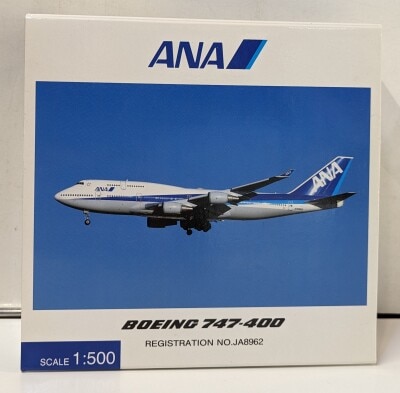 ANA
ANA
ANA
BOEING 747-400
REGISTRATION NO.JA8962
SCALE 1:500